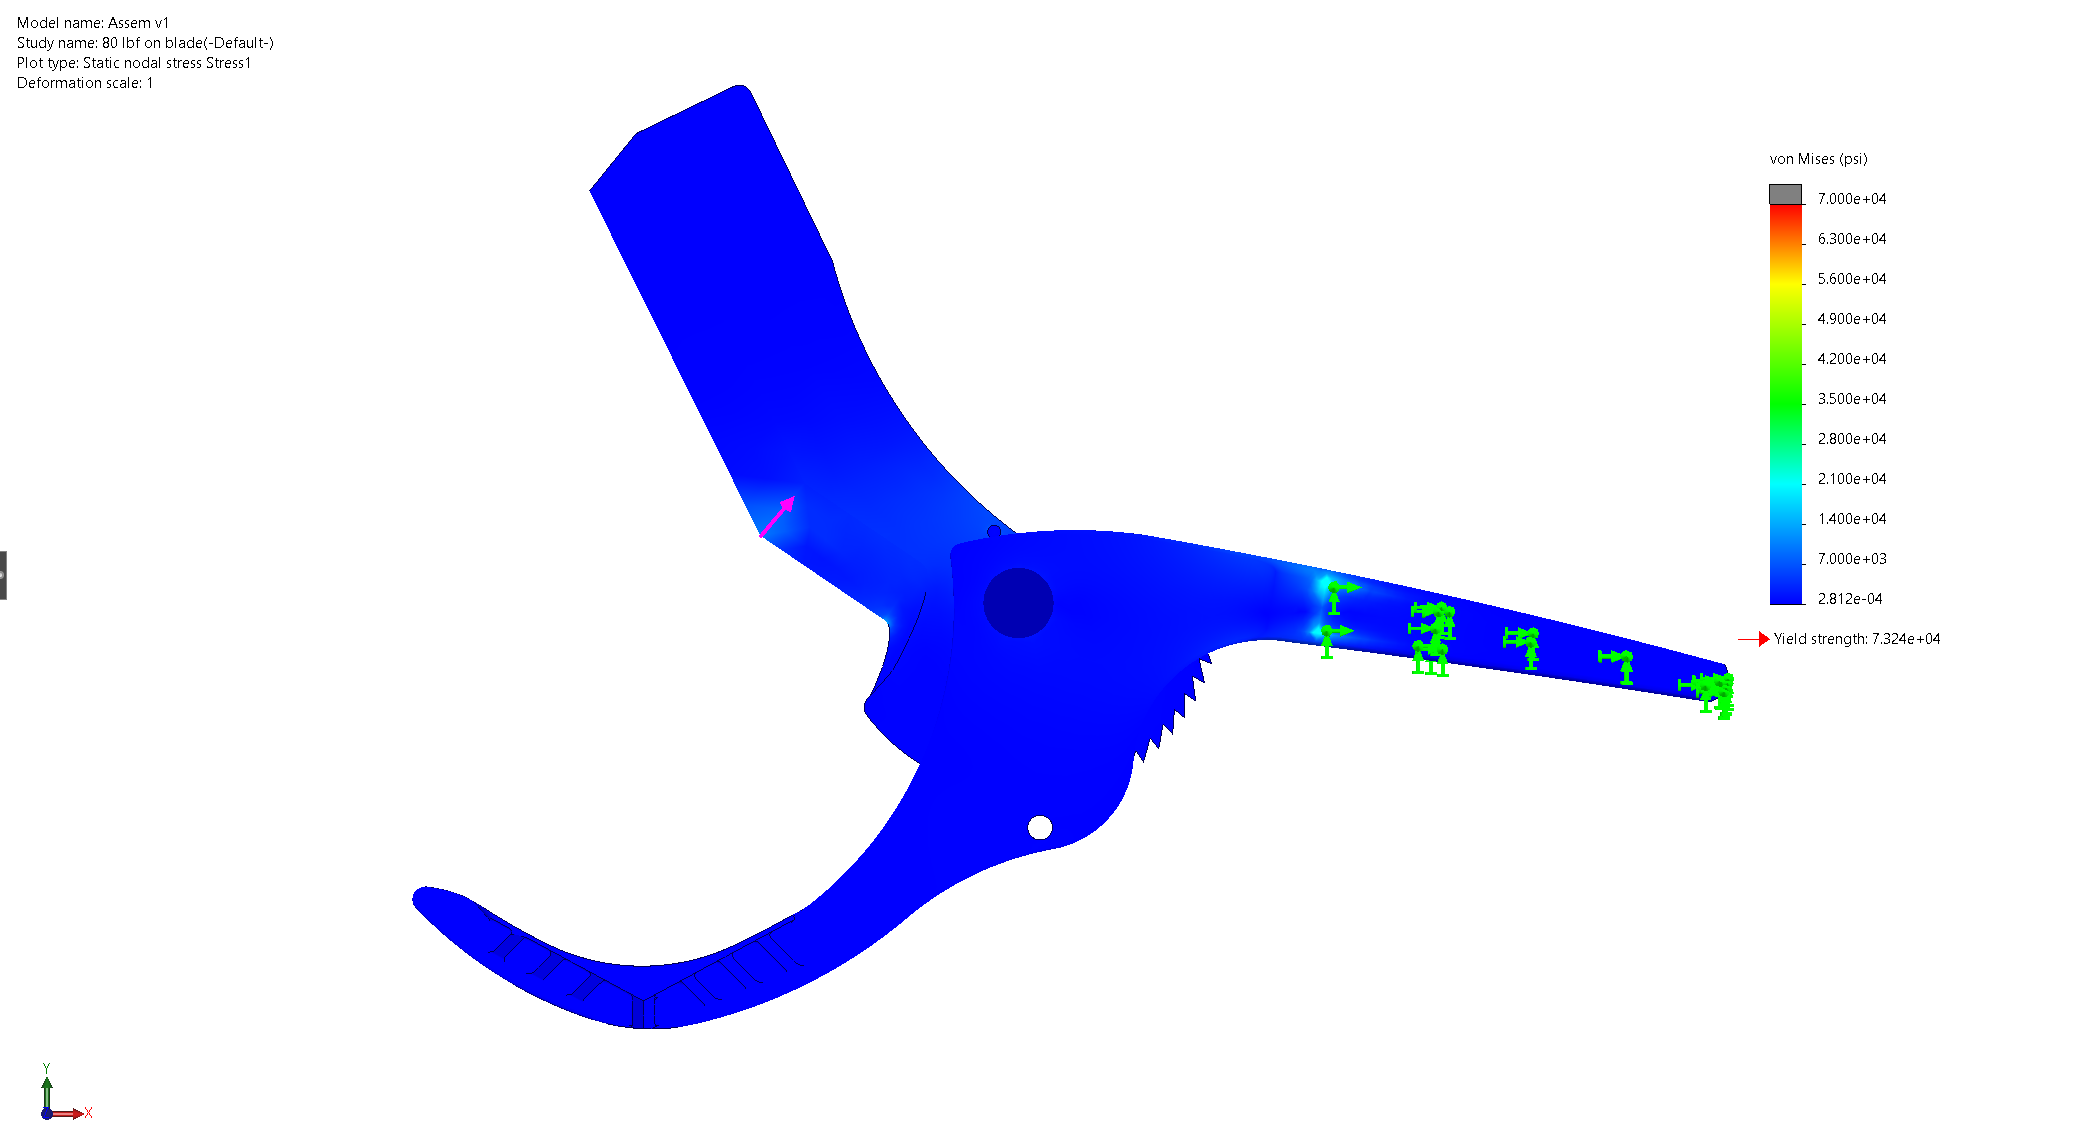 Model name: Assem v1
Study name: 80 lbf on blade(-Default-)
Plot type: Static nodal stress Stress1
Deformation scale: 1
von Mises (psi)
7.000e+04
6.300e+04
5.600e+04
4.900e+04
4.200e+04
3.500e+04
2.800e+04
2.100e+04
1.400e+04
7.000e+03
2.812e-04
Yield strength: 7.324e+04
Y
X